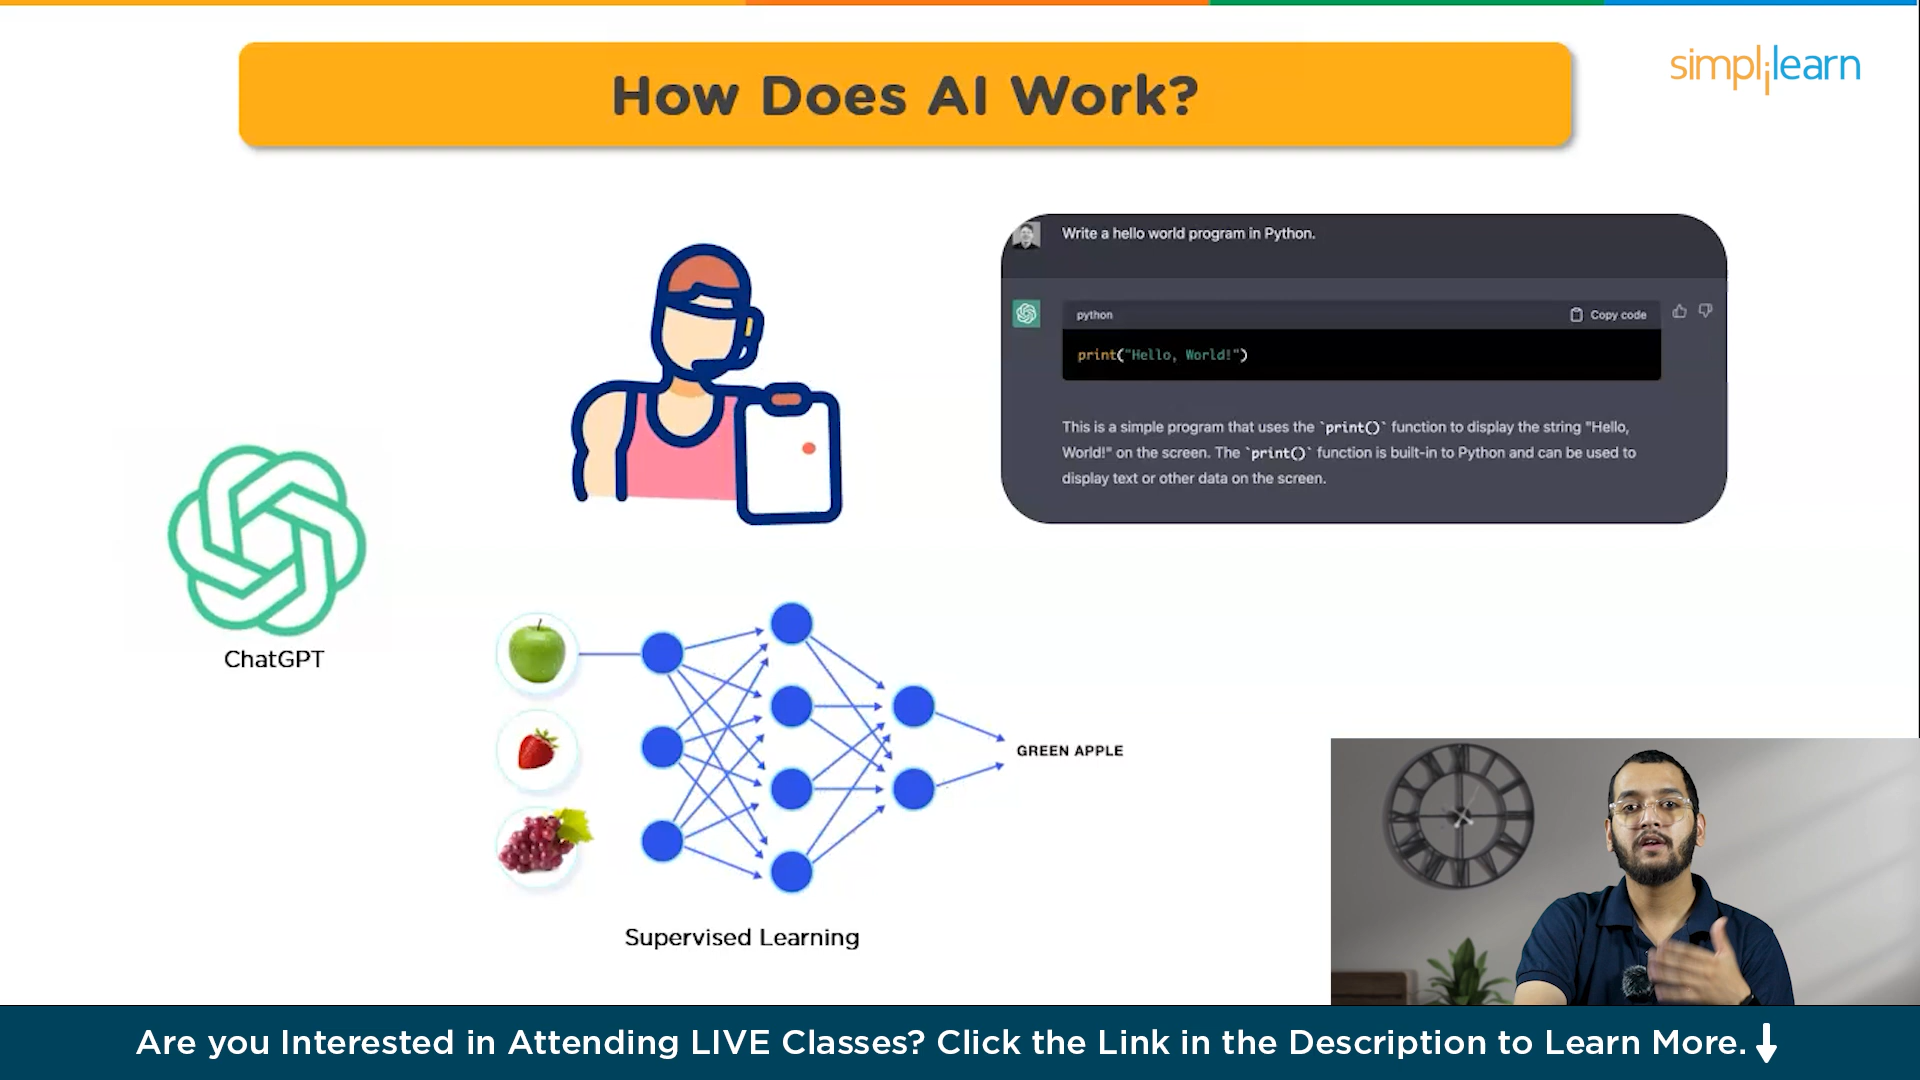 How Does AI Work?
simplilearn
Write a hello world program in Python.
python
Copy code
print("Hello, World!")
This is a simple program that uses the `print()` function to display the string "Hello,
World!" on the screen. The `print()` function is built-in to Python and can be used to
display text or other data on the screen.
ChatGPT
GREEN APPLE
Supervised Learning
Are you Interested in Attending LIVE Classes? Click the Link in the Description to Learn More.